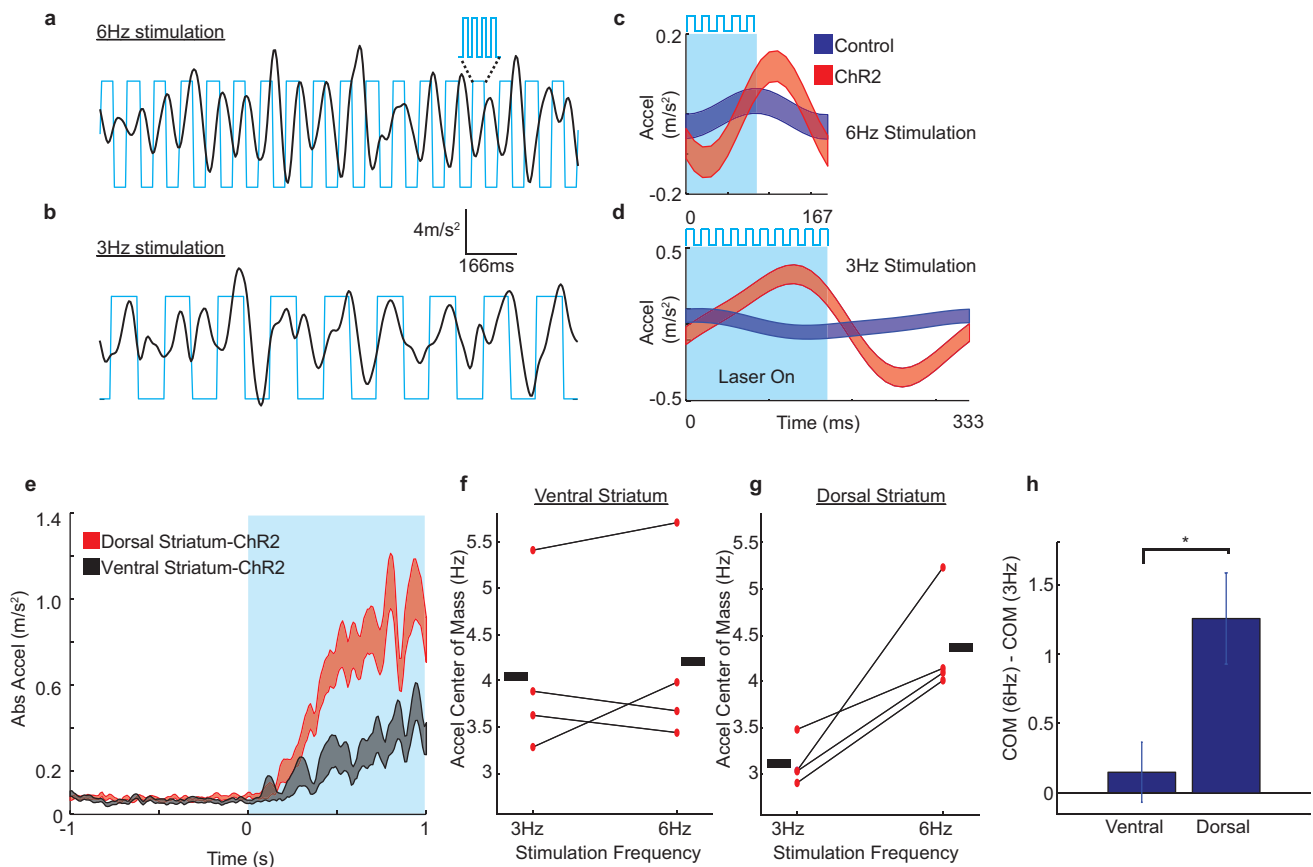 a
6Hz stimulation
b
3Hz stimulation
4m/s²
166ms
c
0.2
Accel
(m/s²)
-0.2
0
167
Control
ChR2
6Hz Stimulation
d
0.5
Accel
(m/s²)
-0.5
3Hz Stimulation
Laser On
0
Time (ms)
333
e
1.4
1.0
0.6
0.2
0
Abs Accel (m/s²)
Dorsal Striatum-ChR2
Ventral Striatum-ChR2
-1
0
1
Time (s)
f
Ventral Striatum
Accel Center of Mass (Hz)
5.5
5
4.5
4
3.5
3
3Hz
6Hz
Stimulation Frequency
g
Dorsal Striatum
Accel Center of Mass (Hz)
5.5
5
4.5
4
3.5
3
3Hz
6Hz
Stimulation Frequency
h
*
COM (6Hz) - COM (3Hz)
1.5
1
0.5
0
Ventral
Dorsal